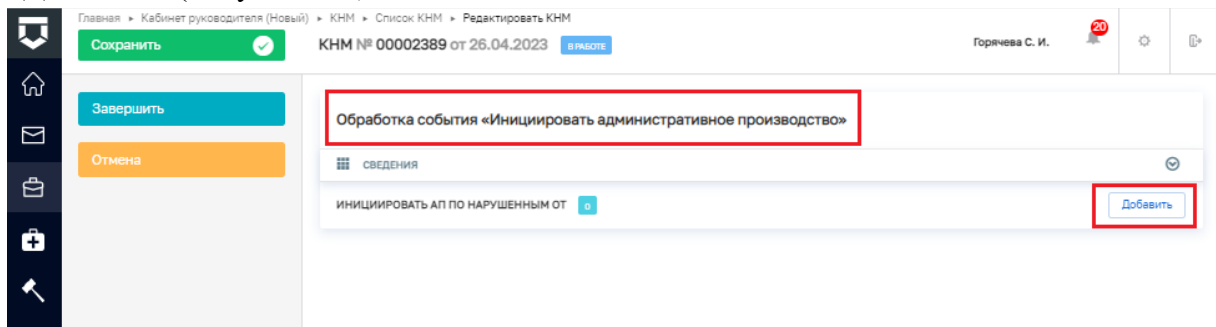 Главная ▸ Кабинет руководителя (Новый) ▸ КНМ ▸ Список КНМ ▸ Редактировать КНМ
Сохранить
КНМ № 00002389 от 26.04.2023 В РАБОТЕ
Горячева С. И.
20
Завершить
Отмена
Обработка события «Инициировать административное производство»
СВЕДЕНИЯ
ИНИЦИИРОВАТЬ АП ПО НАРУШЕННЫМ ОТ 0
Добавить